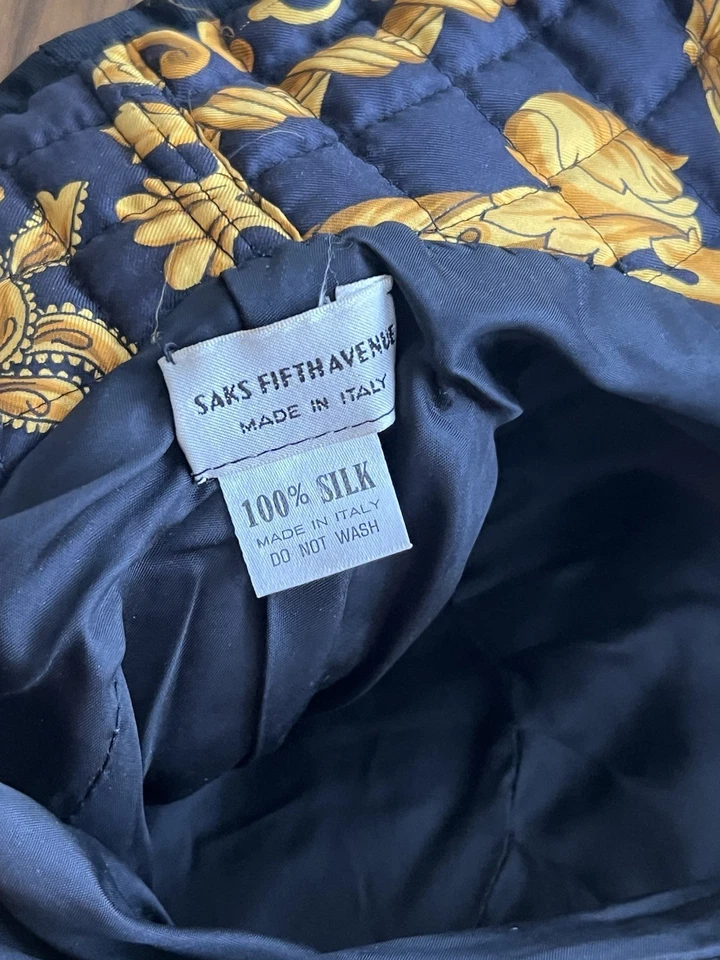 SAKS FIFTH AVENUE
MADE IN ITALY
100% SILK
MADE IN ITALY
DO NOT WASH